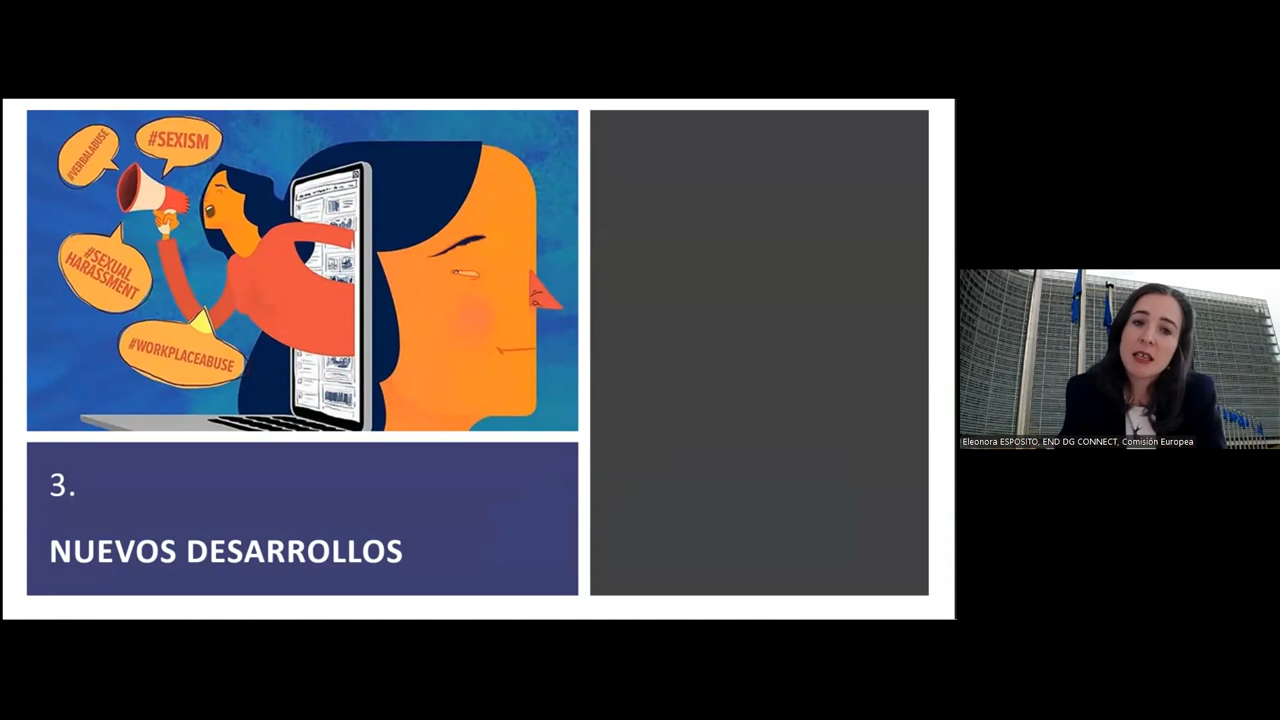 #VERBALABUSE
#SEXISM
#SEXUAL
HARASSMENT
#WORKPLACEABUSE
3.
NUEVOS DESARROLLOS
Eleonora ESPOSITO, END DG CONNECT, Comisión Europea